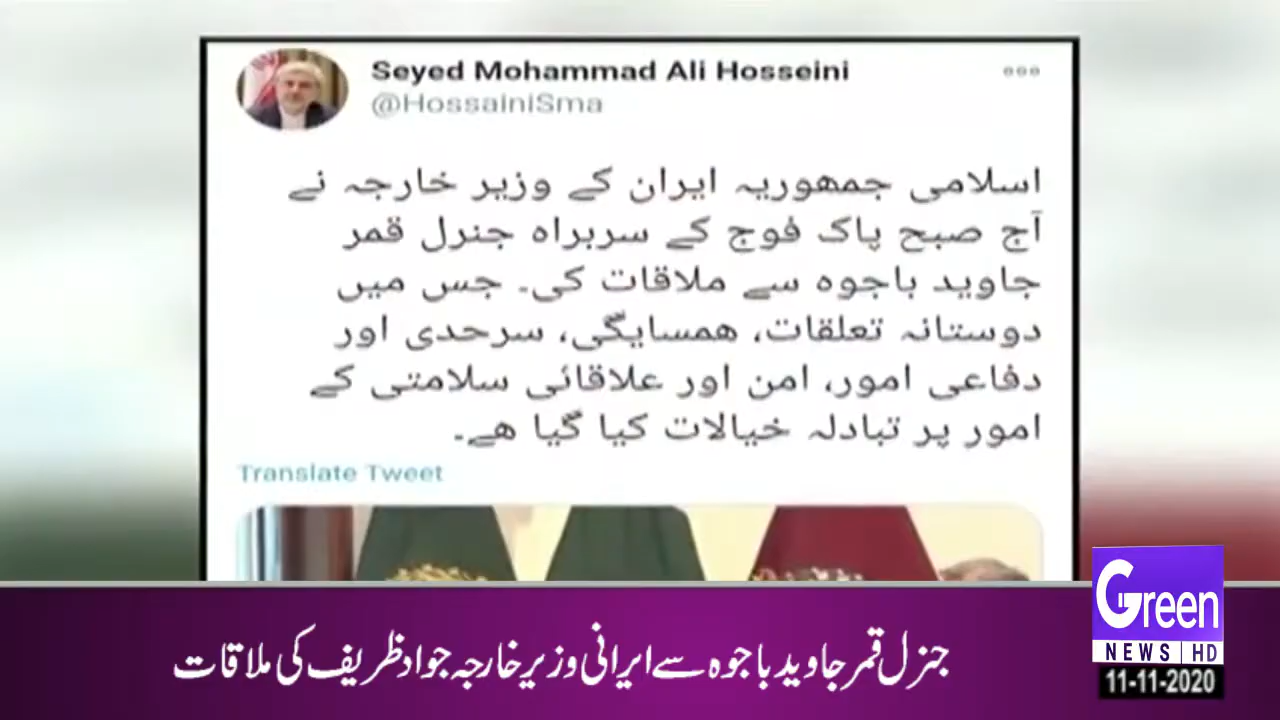 Seyed Mohammad Ali Hosseini
@HossainiSma
اسلامی جمهوریہ ایران کے وزیر خارجہ نے
آج صبح پاک فوج کے سربراہ جنرل قمر
جاوید باجوہ سے ملاقات کی۔ جس میں
دوستانہ تعلقات، همسایگی، سرحدی اور
دفاعی امور، امن اور علاقائی سلامتی کے
امور پر تبادلہ خیالات کیا گیا هے۔
Translate Tweet
جنرل قمر جاوید باجوہ سے ایرانی وزیر خارجہ جواد ظریف کی ملاقات
Green
NEWS HD
11-11-2020